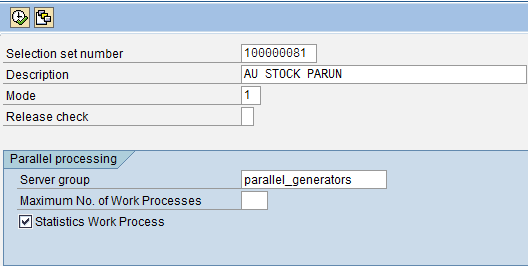 Selection set number 100000081
Description AU STOCK PARUN
Mode 1
Release check
Parallel processing
Server group parallel_generators
Maximum No. of Work Processes
Statistics Work Process